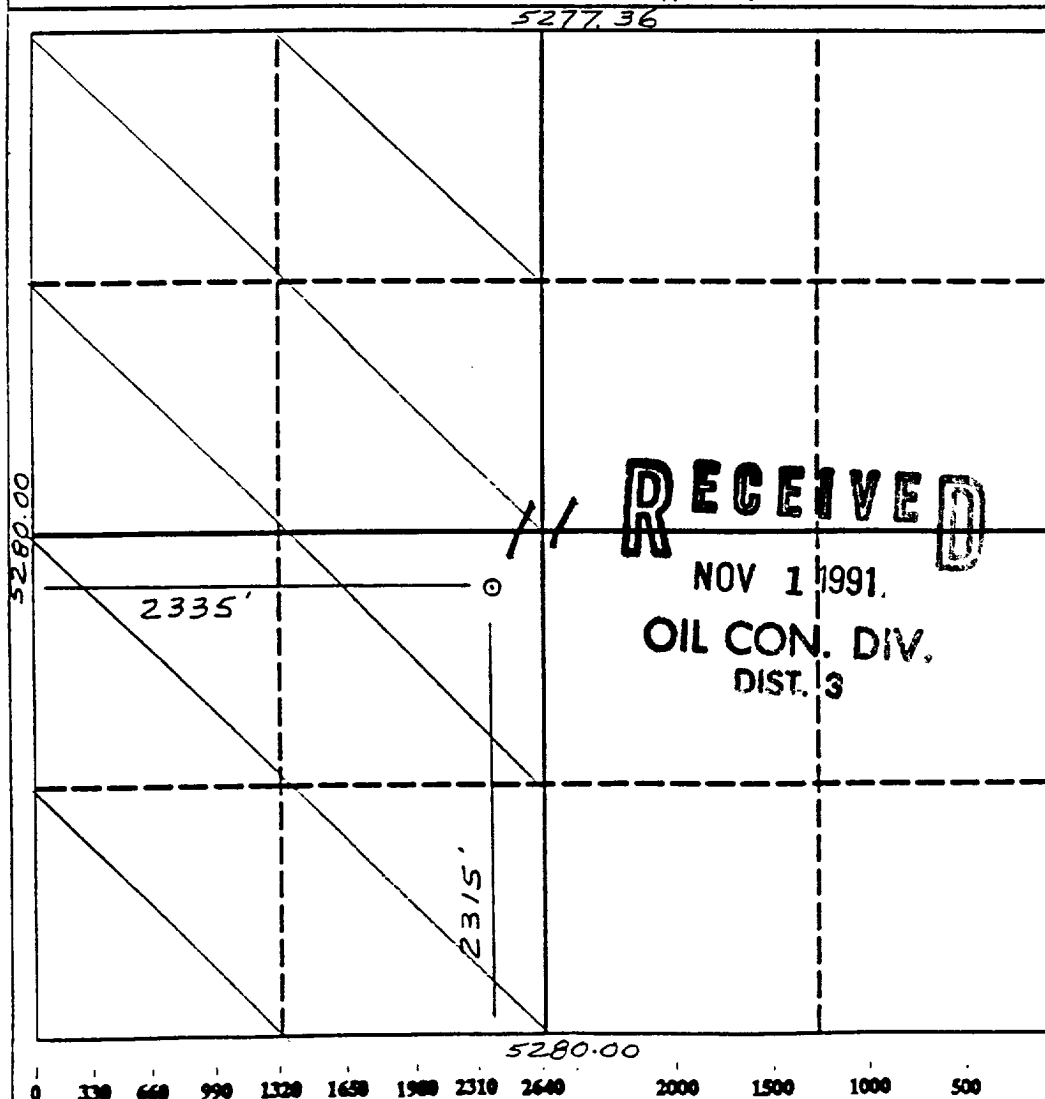 5277.36
5280.00
RECEIVED
NOV 1 1991.
OIL CON. DIV.
DIST. 3
2335'
2315'
5280.00
0 330 660 990 1320 1650 1980 2310 2640 2000 1500 1000 500